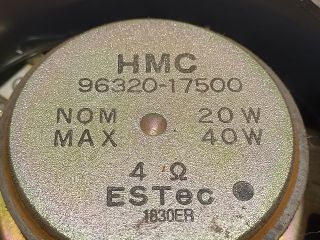 HMC
96320-17500
NOM 20W
MAX 40W
4 Ω
ESTec
1830ER